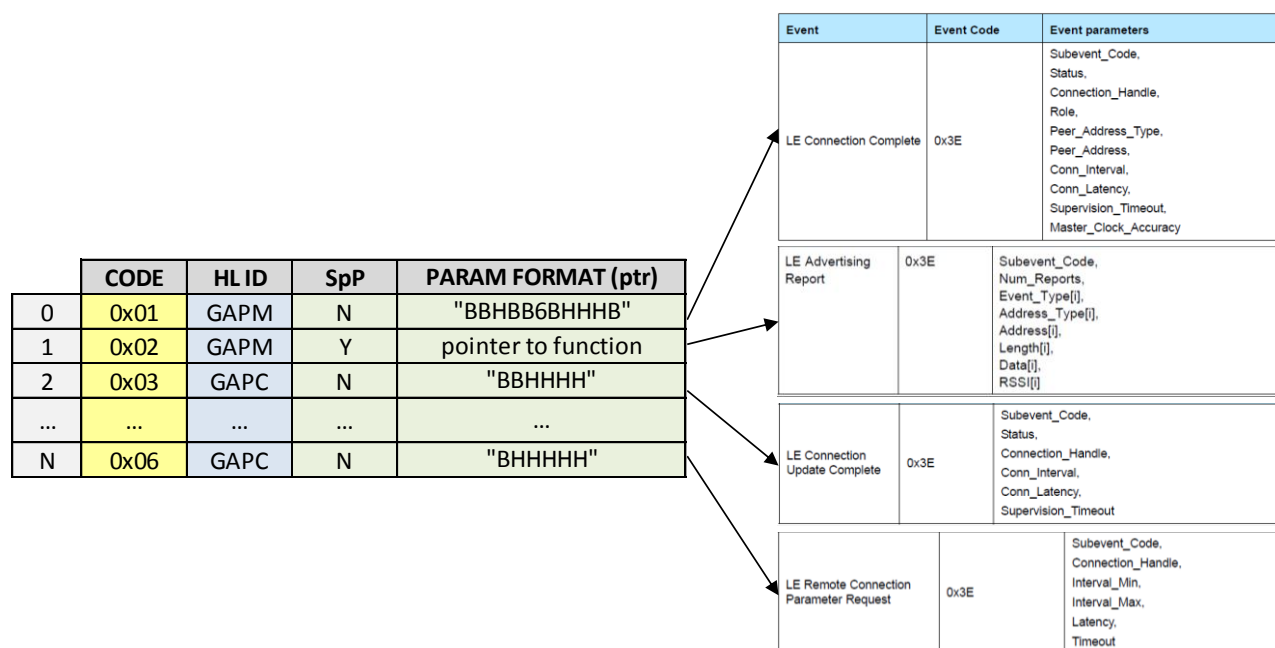 CODE HL ID SpP PARAM FORMAT (ptr)
0 0x01 GAPM N "BBHBB6BHHHB"
1 0x02 GAPM Y pointer to function
2 0x03 GAPC N "BBHHHH"
... ... ... ... ...
N 0x06 GAPC N "BHHHHH"
Event Event Code Event parameters
LE Connection Complete 0x3E
Subevent_Code,
Status,
Connection_Handle,
Role,
Peer_Address_Type,
Peer_Address,
Conn_Interval,
Conn_Latency,
Supervision_Timeout,
Master_Clock_Accuracy
LE Advertising
Report
0x3E
Subevent_Code,
Num_Reports,
Event_Type[i],
Address_Type[i],
Address[i],
Length[i],
Data[i],
RSSI[i]
LE Connection
Update Complete
0x3E
Subevent_Code,
Status,
Connection_Handle,
Conn_Interval,
Conn_Latency,
Supervision_Timeout
LE Remote Connection
Parameter Request
0x3E
Subevent_Code,
Connection_Handle,
Interval_Min,
Interval_Max,
Latency,
Timeout